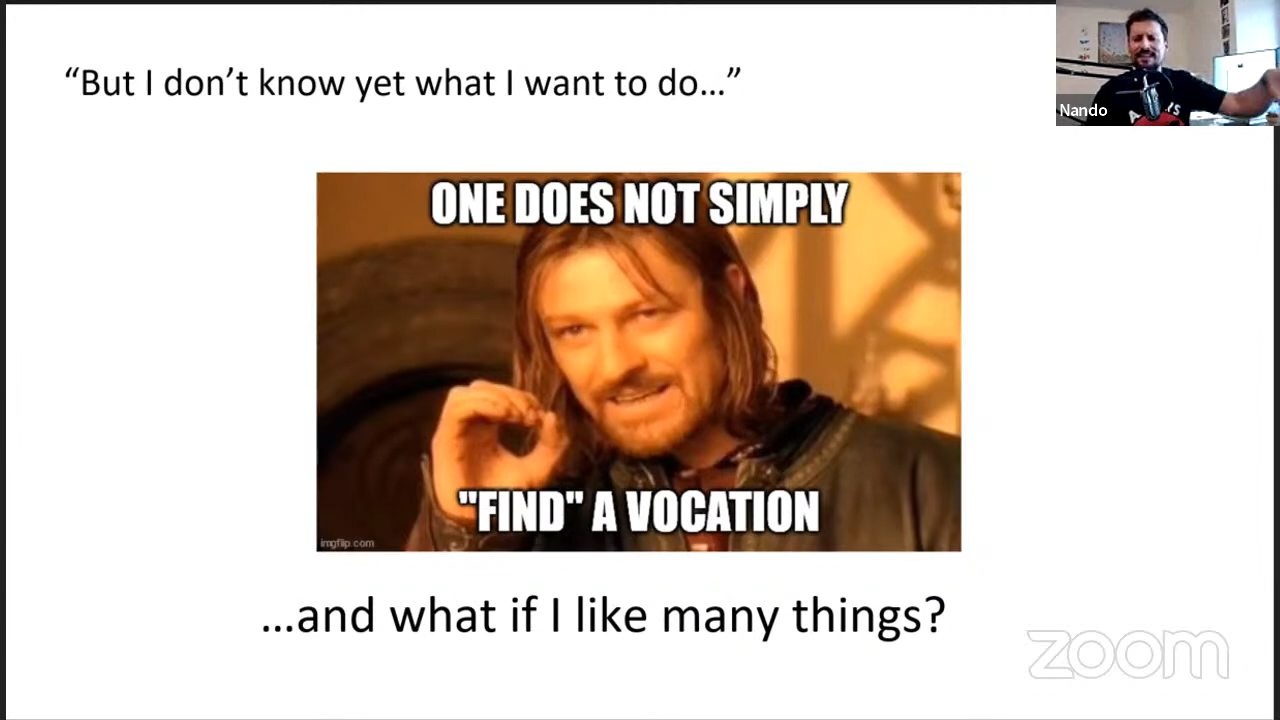 “But I don’t know yet what I want to do…”
Nando
ONE DOES NOT SIMPLY
"FIND" A VOCATION
imgflip.com
…and what if I like many things?
zoom